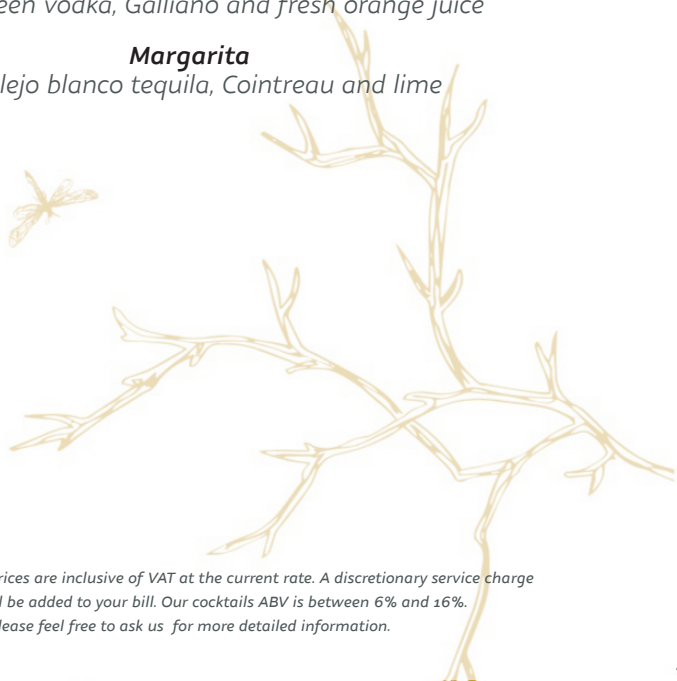 een vodka, Galliano and fresh orange juice
Margarita
lejo blanco tequila, Cointreau and lime
rices are inclusive of VAT at the current rate. A discretionary service charge
l be added to your bill. Our cocktails ABV is between 6% and 16%.
lease feel free to ask us for more detailed information.